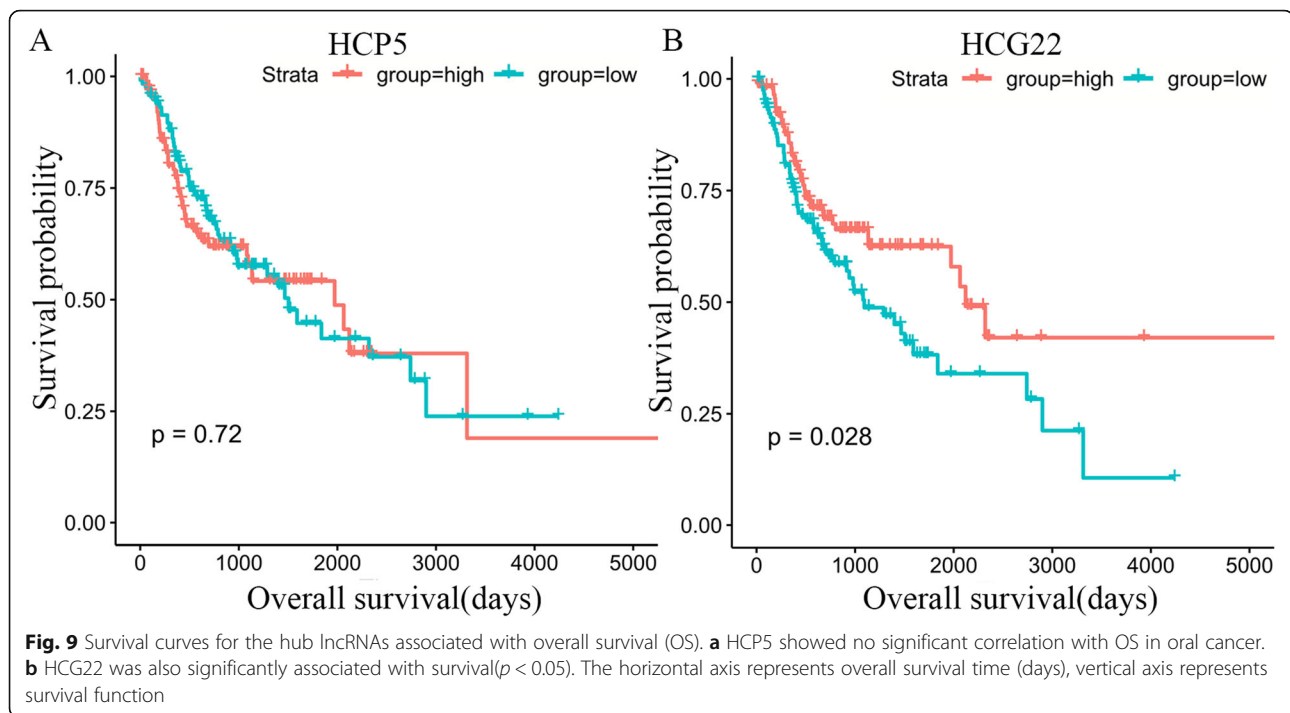 A
HCP5
Strata group=high group=low
1.00
0.75
0.50
0.25
0.00
Survival probability
p = 0.72
0 1000 2000 3000 4000 5000
Overall survival(days)
B
HCG22
Strata group=high group=low
1.00
0.75
0.50
0.25
0.00
Survival probability
p = 0.028
0 1000 2000 3000 4000 5000
Overall survival(days)
Fig. 9 Survival curves for the hub lncRNAs associated with overall survival (OS). a HCP5 showed no significant correlation with OS in oral cancer.
b HCG22 was also significantly associated with survival(p < 0.05). The horizontal axis represents overall survival time (days), vertical axis represents
survival function